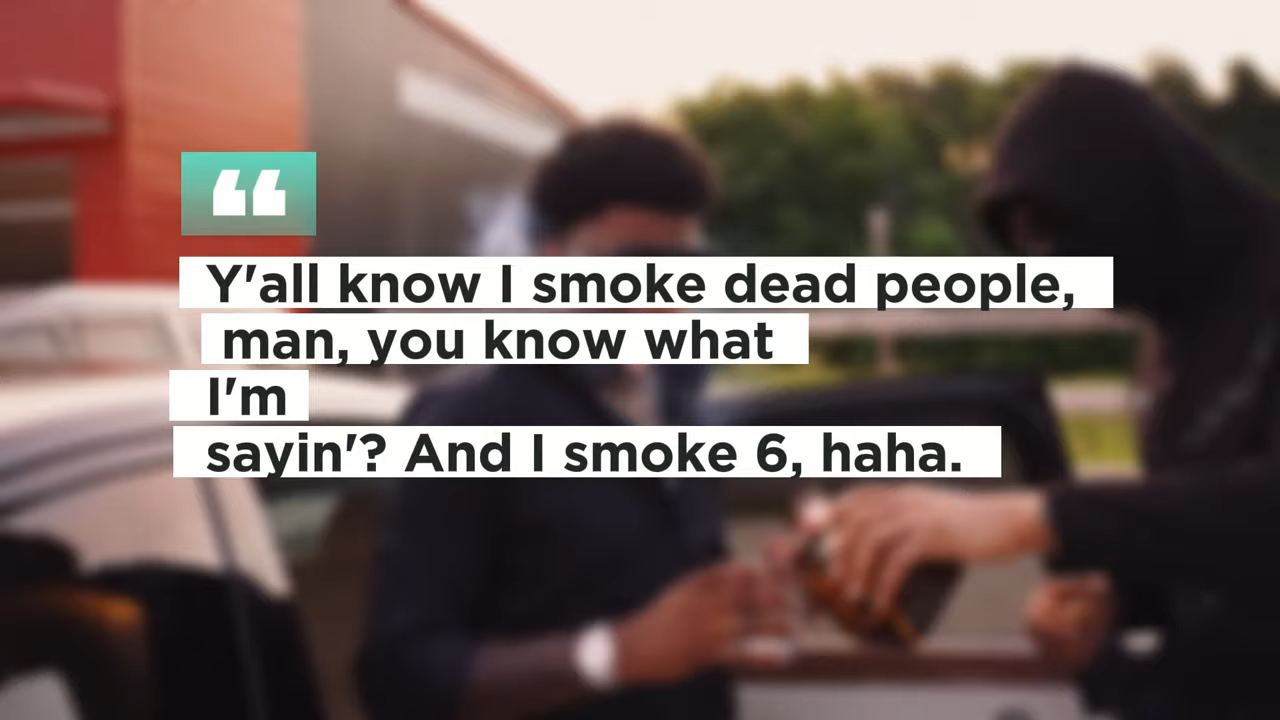 ❝
Y'all know I smoke dead people,
man, you know what
I'm
sayin'? And I smoke 6, haha.